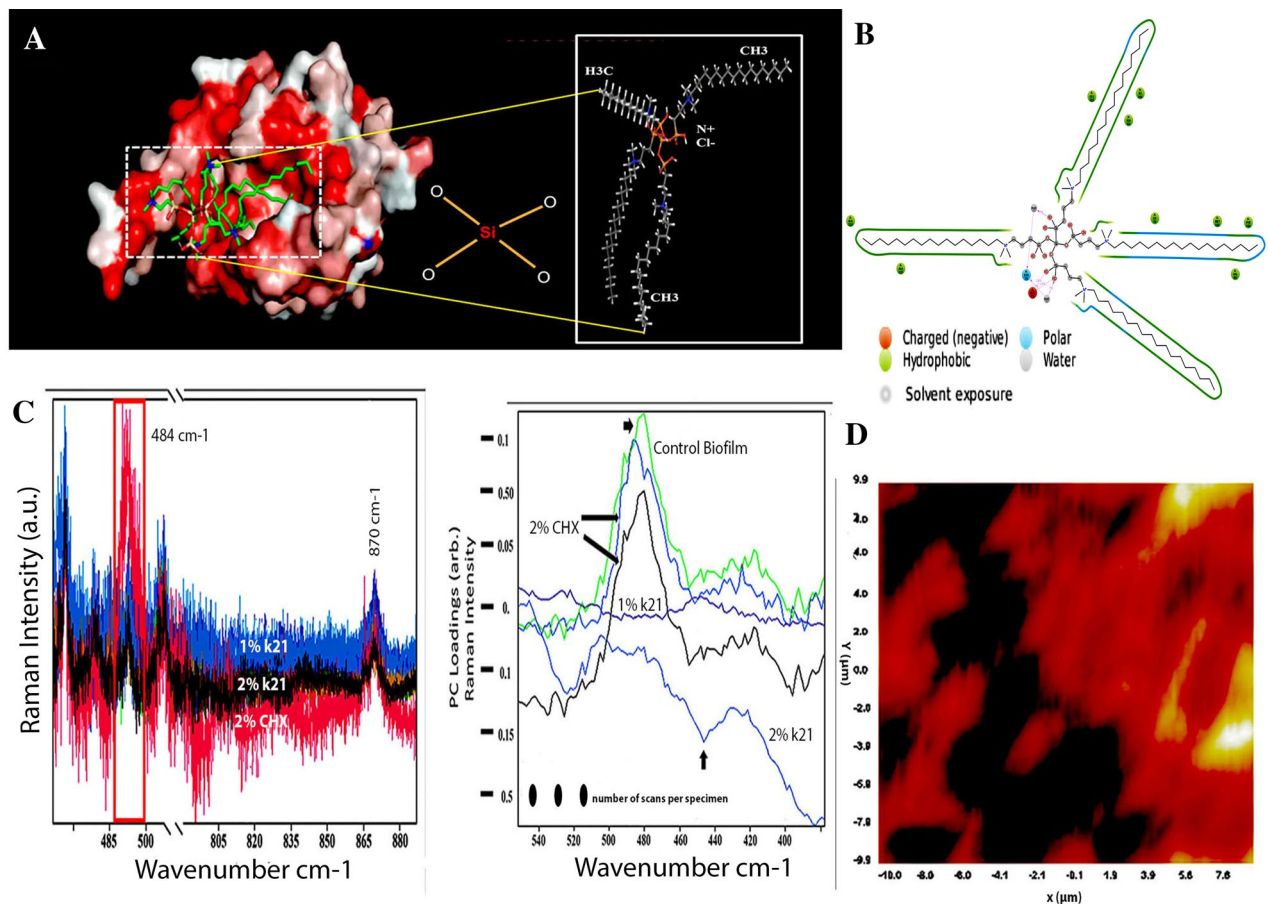 A
H3C
CH3
N+
Cl-
CH3
Si
O
O
O
O
B
Charged (negative)
Polar
Hydrophobic
Water
Solvent exposure
C
484 cm-1
870 cm-1
1% k21
2% k21
2% CHX
Raman Intensity (a.u.)
485 500 805 820 835 860 880
Wavenumber cm-1
Control Biofilm
2% CHX
1% k21
2% k21
number of scans per specimen
PC Loadings (arb.)
Raman Intensity
0.1
0.50
0.05
0.
0.1
0.15
0.5
540 520 500 480 460 440 420 400
Wavenumber cm-1
D
9.9
4.0
4.0
2.0
0.0
-2.0
-3.9
-5.8
-7.8
-9.9
Y (µm)
-10.0 -8.0 -6.0 -4.1 -2.1 -0.1 1.9 3.9 5.6 7.6
x (µm)